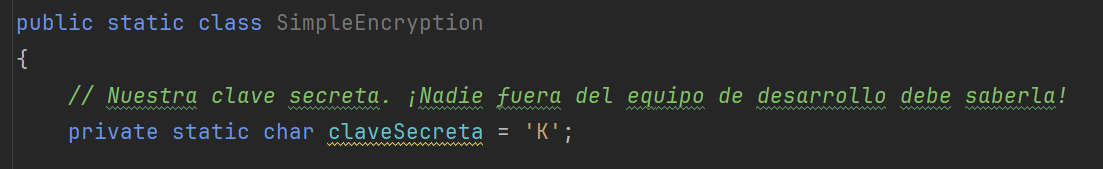 public static class SimpleEncryption
{
// Nuestra clave secreta. ¡Nadie fuera del equipo de desarrollo debe saberla!
private static char claveSecreta = 'K';